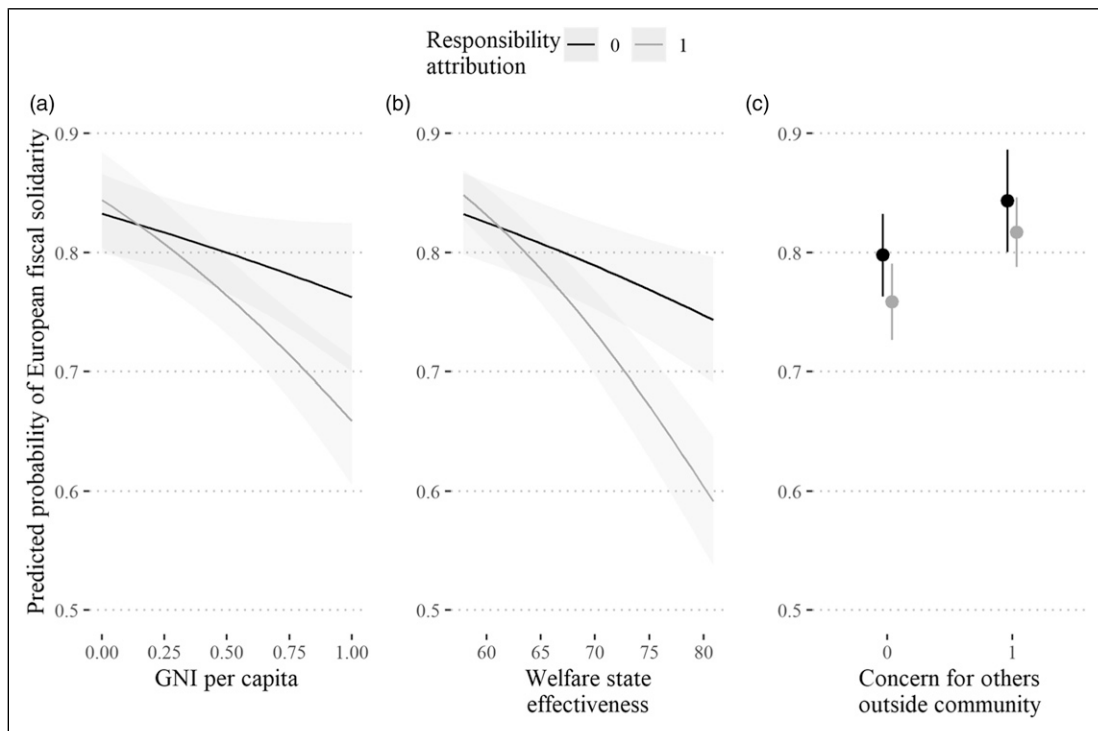 Responsibility
attribution
0
1
(a)
(b)
(c)
Predicted probability of European fiscal solidarity
0.9
0.8
0.7
0.6
0.5
0.00 0.25 0.50 0.75 1.00
GNI per capita
0.9
0.8
0.7
0.6
0.5
60 65 70 75 80
Welfare state
effectiveness
0.9
0.8
0.7
0.6
0.5
0 1
Concern for others
outside community